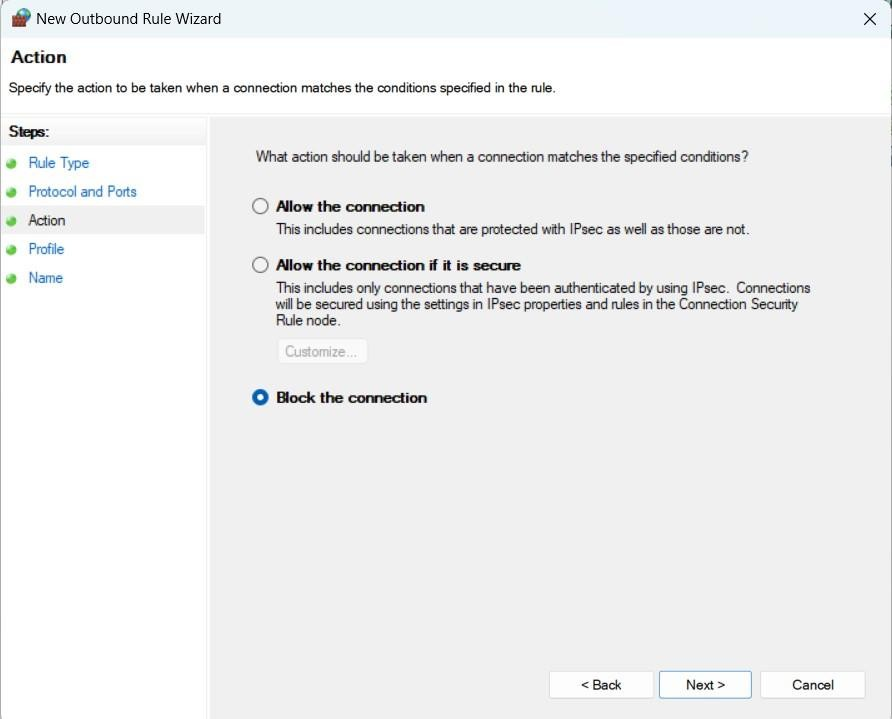 New Outbound Rule Wizard
Action
Specify the action to be taken when a connection matches the conditions specified in the rule.
Steps:
Rule Type
Protocol and Ports
Action
Profile
Name
What action should be taken when a connection matches the specified conditions?
Allow the connection
This includes connections that are protected with IPsec as well as those are not.
Allow the connection if it is secure
This includes only connections that have been authenticated by using IPsec.  Connections
will be secured using the settings in IPsec properties and rules in the Connection Security
Rule node.
Customize...
Block the connection
< Back
Next >
Cancel